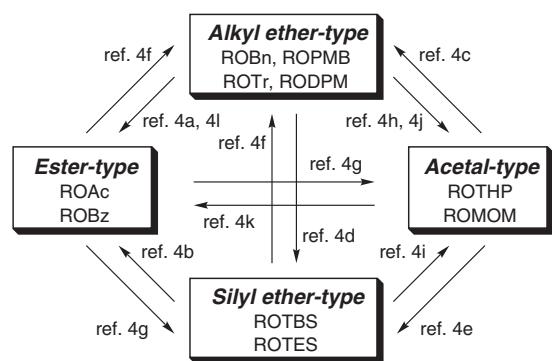 Alkyl ether-type
ROBn, ROPMB
ROTr, RODPM
ref. 4f
ref. 4c
ref. 4a, 4l
ref. 4f
ref. 4h, 4j
Ester-type
ROAc
ROBz
ref. 4g
Acetal-type
ROTHP
ROMOM
ref. 4k
ref. 4d
ref. 4b
ref. 4i
Silyl ether-type
ROTBS
ROTES
ref. 4g
ref. 4e